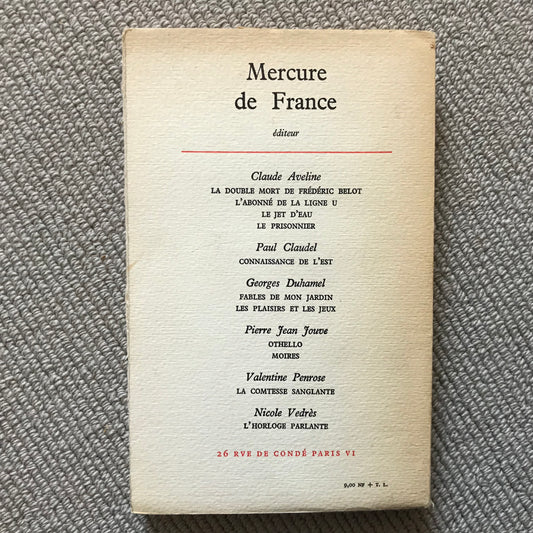 Mercure
de France
éditeur
Claude Aveline
LA DOUBLE MORT DE FRÉDÉRIC BELOT
L'ABONNÉ DE LA LIGNE U
LE JET D'EAU
LE PRISONNIER
Paul Claudel
CONNAISSANCE DE L'EST
Georges Duhamel
FABLES DE MON JARDIN
LES PLAISIRS ET LES JEUX
Pierre Jean Jouve
OTHELLO
MOIRES
Valentine Penrose
LA COMTESSE SANGLANTE
Nicole Vedrès
L'HORLOGE PARLANTE
26 RVE DE CONDÉ PARIS VI
9,00 NF + T. L.